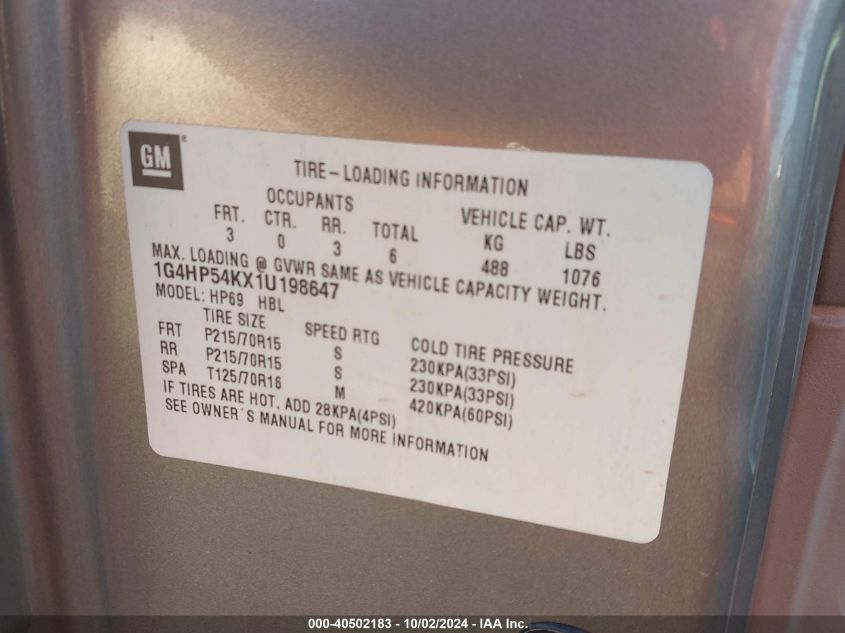 GM ®
TIRE-LOADING INFORMATION
OCCUPANTS VEHICLE CAP. WT.
FRT. CTR. RR. TOTAL KG LBS
3 0 3 6 488 1076
MAX. LOADING @ GVWR SAME AS VEHICLE CAPACITY WEIGHT.
1G4HP54KX1U198647
MODEL: HP69 HBL
TIRE SIZE SPEED RTG COLD TIRE PRESSURE
FRT P215/70R15 S 230KPA(33PSI)
RR P215/70R15 S 230KPA(33PSI)
SPA T125/70R16 M 420KPA(60PSI)
IF TIRES ARE HOT, ADD 28KPA(4PSI)
SEE OWNER'S MANUAL FOR MORE INFORMATION
000-40502183 - 10/02/2024 - IAA Inc.